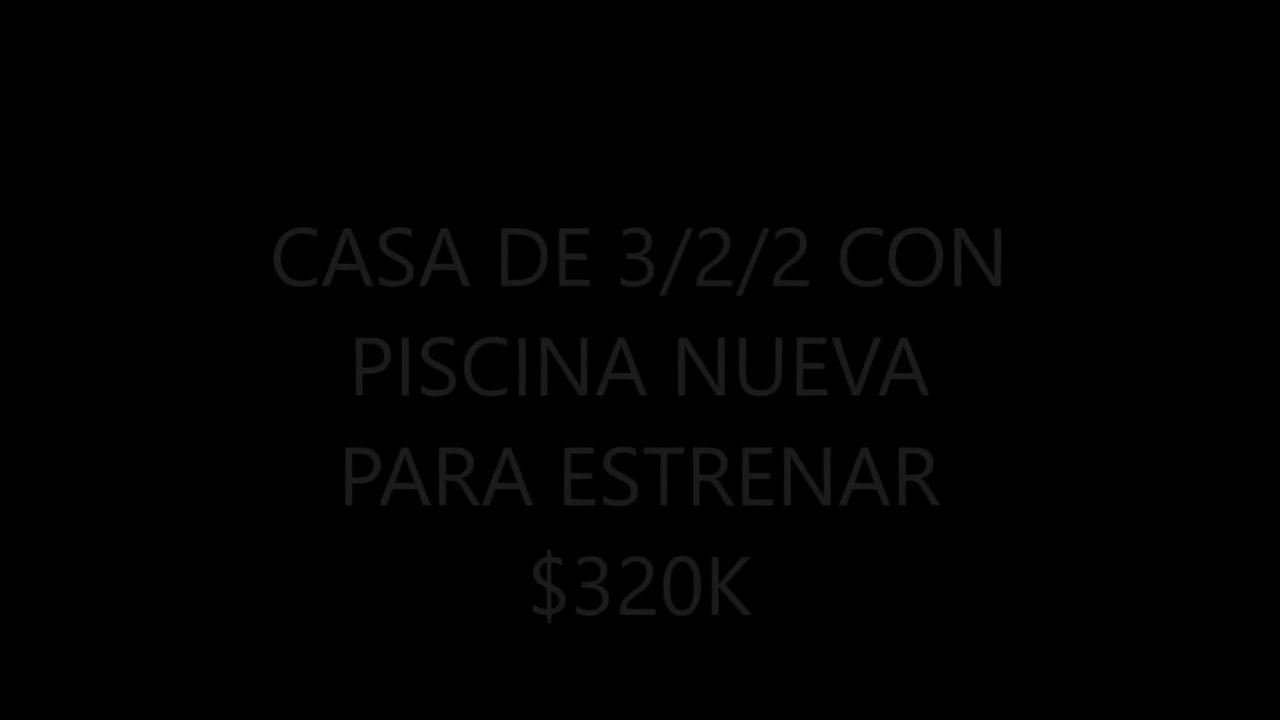 CASA DE 3/2/2 CON
PISCINA NUEVA
PARA ESTRENAR
$320K